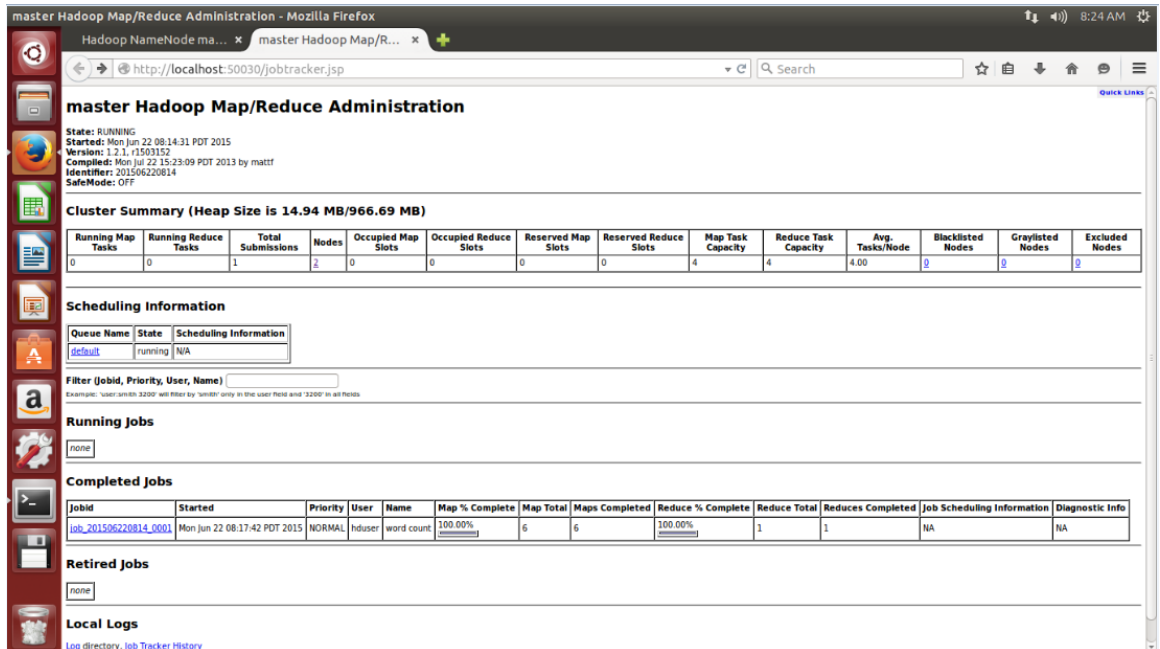 master Hadoop Map/Reduce Administration - Mozilla Firefox
8:24 AM
Hadoop NameNode ma... × master Hadoop Map/R... ×
http://localhost:50030/jobtracker.jsp
Search
Quick Links
master Hadoop Map/Reduce Administration
State: RUNNING
Started: Mon Jun 22 08:14:31 PDT 2015
Version: 1.2.1, r1503152
Compiled: Mon Jul 22 15:23:09 PDT 2013 by mattf
Identifier: 201506220814
SafeMode: OFF
Cluster Summary (Heap Size is 14.94 MB/966.69 MB)
Running Map Tasks Running Reduce Tasks Total Submissions Nodes Occupied Map Slots Occupied Reduce Slots Reserved Map Slots Reserved Reduce Slots Map Task Capacity Reduce Task Capacity Avg. Tasks/Node Blacklisted Nodes Graylisted Nodes Excluded Nodes
0 0 1 2 0 0 0 0 4 4 4.00 0 0 0
Scheduling Information
Queue Name State Scheduling Information
default running N/A
Filter (Jobid, Priority, User, Name)
Example: 'user:smith 3200' will filter by 'smith' only in the user field and '3200' in all fields
Running Jobs
none
Completed Jobs
Jobid Started Priority User Name Map % Complete Map Total Maps Completed Reduce % Complete Reduce Total Reduces Completed Job Scheduling Information Diagnostic Info
job_201506220814_0001 Mon Jun 22 08:17:42 PDT 2015 NORMAL hduser word count 100.00% 6 6 100.00% 1 1 NA NA
Retired Jobs
none
Local Logs
Log directory, Job Tracker History